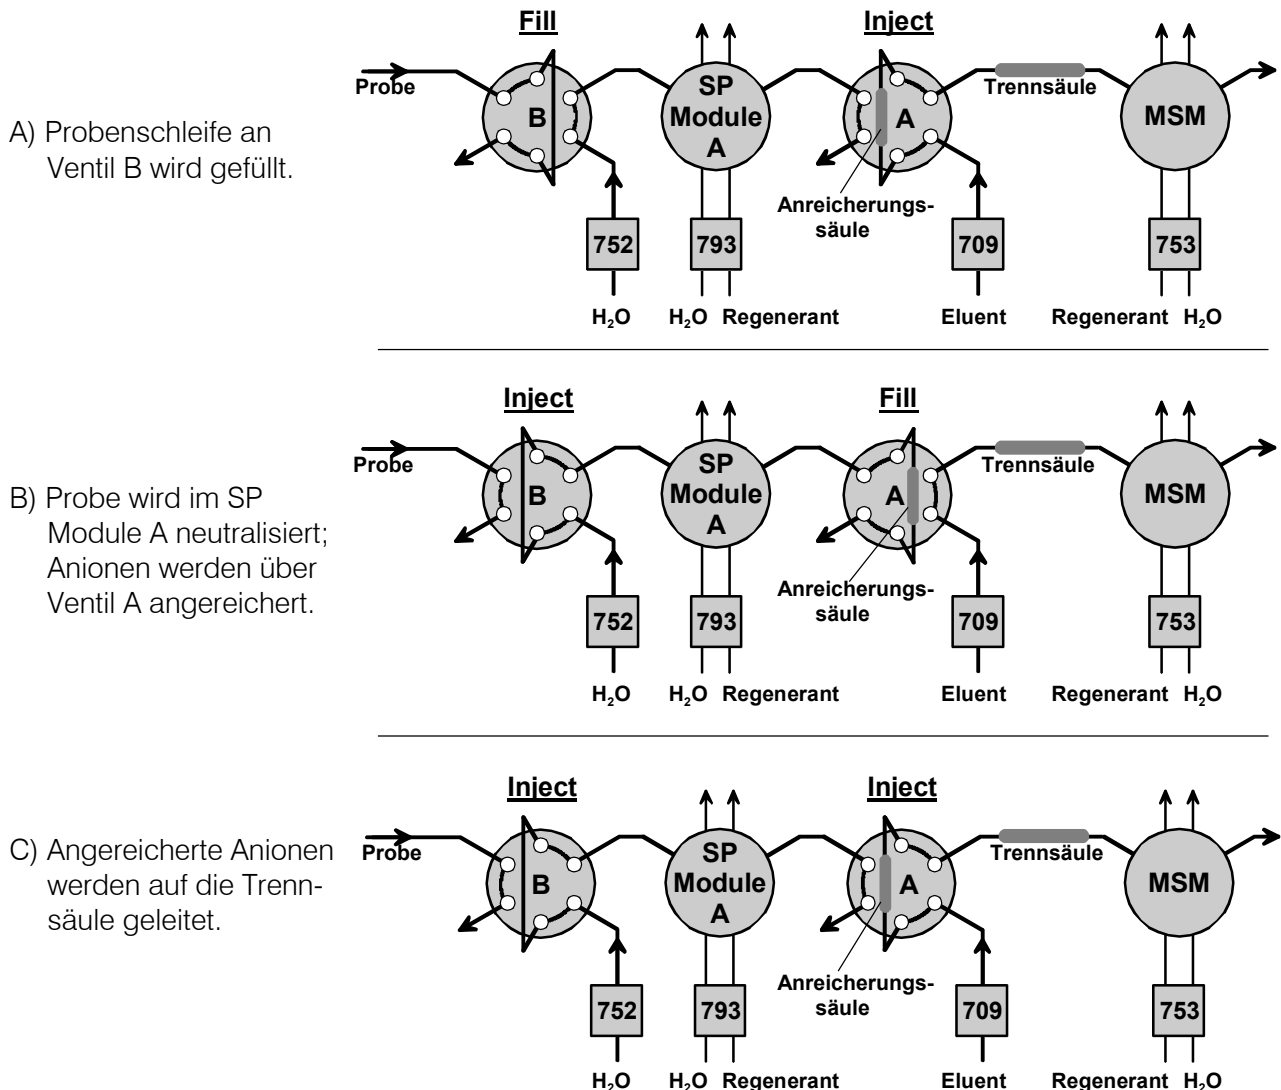 Fill
Inject
Probe
B
SP
Module
A
A
Trennsäule
MSM
A) Probenschleife an
Ventil B wird gefüllt.
Anreicherungs-
säule
752
793
709
753
H₂O
H₂O Regenerant
Eluent
Regenerant H₂O
Inject
Fill
Probe
B
SP
Module
A
A
Trennsäule
MSM
B) Probe wird im SP
Module A neutralisiert;
Anionen werden über
Ventil A angereichert.
Anreicherungs-
säule
752
793
709
753
H₂O
H₂O Regenerant
Eluent
Regenerant H₂O
Inject
Inject
Probe
B
SP
Module
A
A
Trennsäule
MSM
C) Angereicherte Anionen
werden auf die Trenn-
säule geleitet.
Anreicherungs-
säule
752
793
709
753
H₂O
H₂O Regenerant
Eluent
Regenerant H₂O